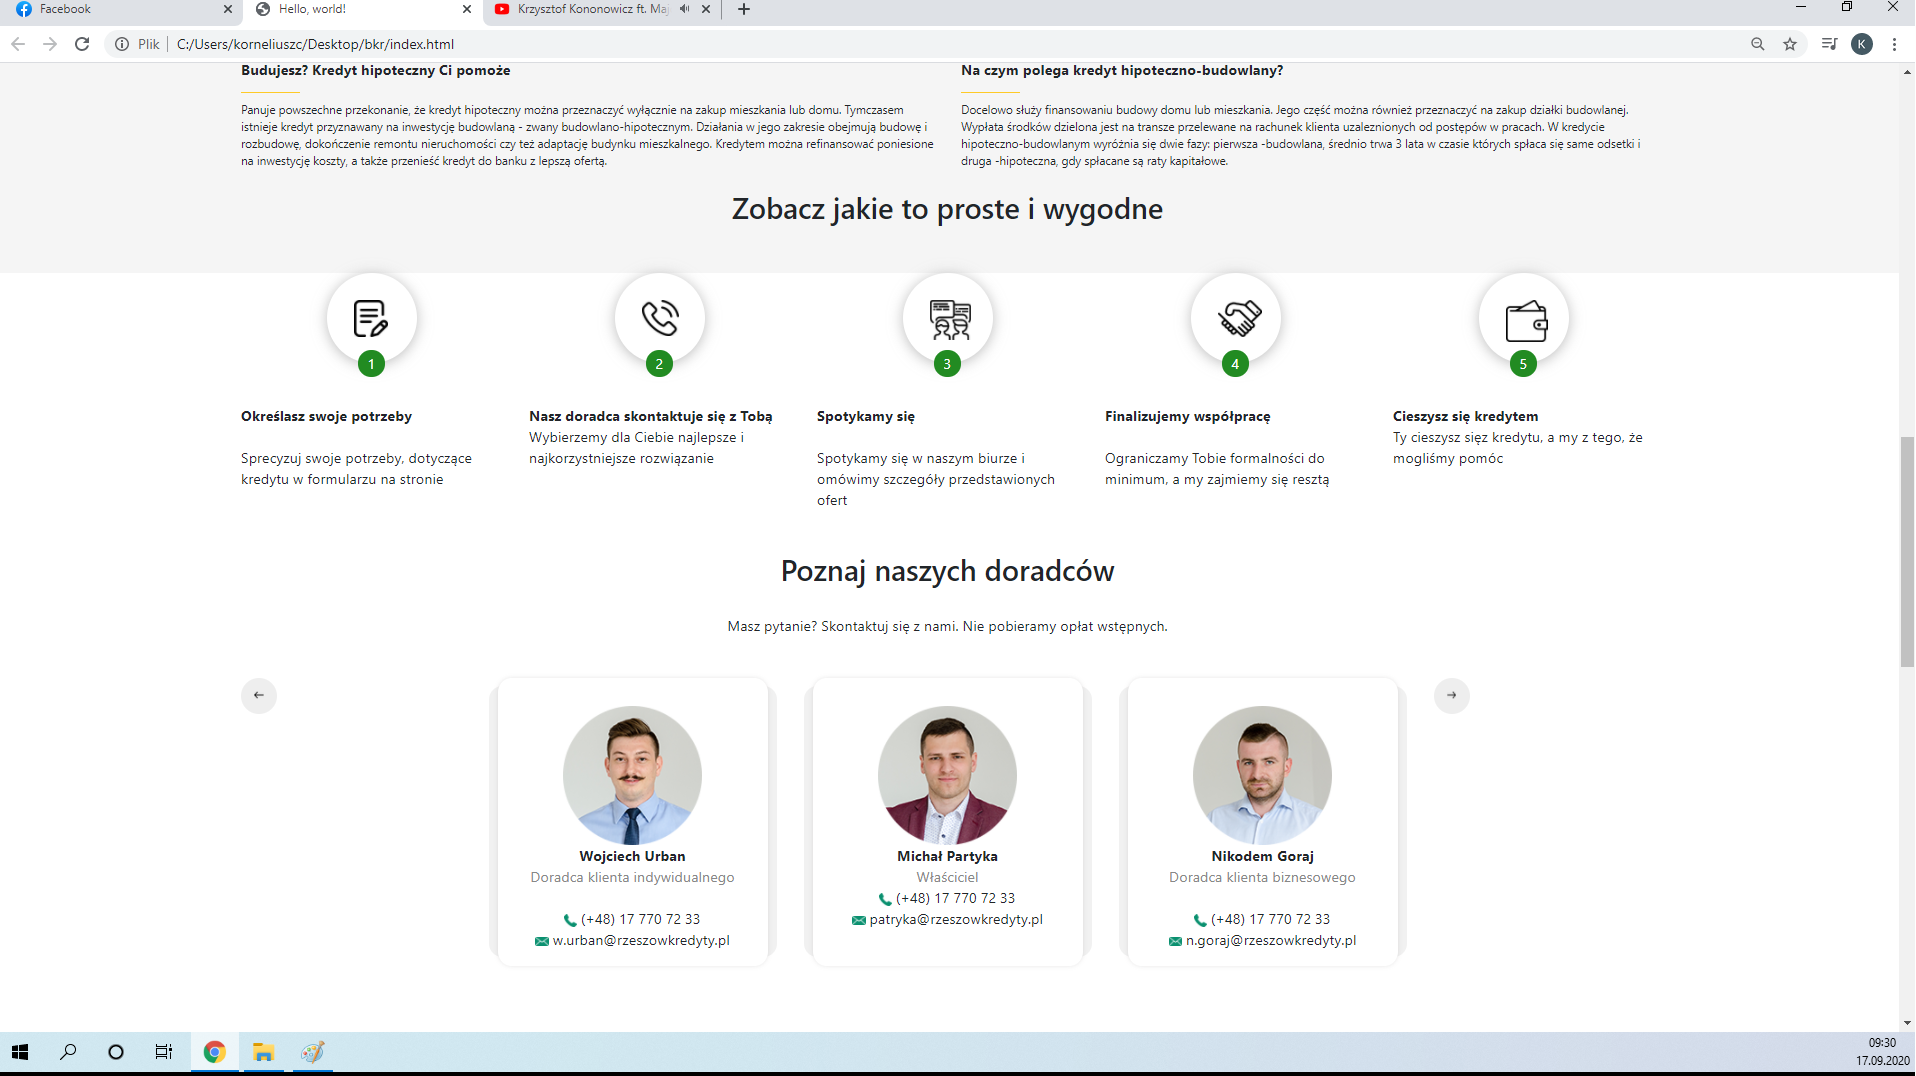 Facebook
Hello, world!
Krzysztof Kononowicz ft. Maj
Plik
C:/Users/korneliuszc/Desktop/bkr/index.html
K
Budujesz? Kredyt hipoteczny Ci pomoże
Panuje powszechne przekonanie, że kredyt hipoteczny można przeznaczyć wyłącznie na zakup mieszkania lub domu. Tymczasem
istnieje kredyt przyznawany na inwestycję budowlaną - zwany budowlano-hipotecznym. Działania w jego zakresie obejmują budowę i
rozbudowę, dokończenie remontu nieruchomości czy też adaptację budynku mieszkalnego. Kredytem można refinansować poniesione
na inwestycję koszty, a także przenieść kredyt do banku z lepszą ofertą.
Na czym polega kredyt hipoteczno-budowlany?
Docelowo służy finansowaniu budowy domu lub mieszkania. Jego część można również przeznaczyć na zakup działki budowlanej.
Wypłata środków dzielona jest na transze przelewane na rachunek klienta uzaleznionych od postępów w pracach. W kredycie
hipoteczno-budowlanym wyróżnia się dwie fazy: pierwsza -budowlana, średnio trwa 3 lata w czasie których spłaca się same odsetki i
druga -hipoteczna, gdy spłacane są raty kapitałowe.
Zobacz jakie to proste i wygodne
1
2
3
4
5
Określasz swoje potrzeby
Sprecyzuj swoje potrzeby, dotyczące
kredytu w formularzu na stronie
Nasz doradca skontaktuje się z Tobą
Wybierzemy dla Ciebie najlepsze i
najkorzystniejsze rozwiązanie
Spotykamy się
Spotykamy się w naszym biurze i
omówimy szczegóły przedstawionych
ofert
Finalizujemy współpracę
Ograniczamy Tobie formalności do
minimum, a my zajmiemy się resztą
Cieszysz się kredytem
Ty cieszysz sięz kredytu, a my z tego, że
mogliśmy pomóc
Poznaj naszych doradców
Masz pytanie? Skontaktuj się z nami. Nie pobieramy opłat wstępnych.
Wojciech Urban
Doradca klienta indywidualnego
(+48) 17 770 72 33
w.urban@rzeszowkredyty.pl
Michał Partyka
Właściciel
(+48) 17 770 72 33
patryka@rzeszowkredyty.pl
Nikodem Goraj
Doradca klienta biznesowego
(+48) 17 770 72 33
n.goraj@rzeszowkredyty.pl
09:30
17.09.2020